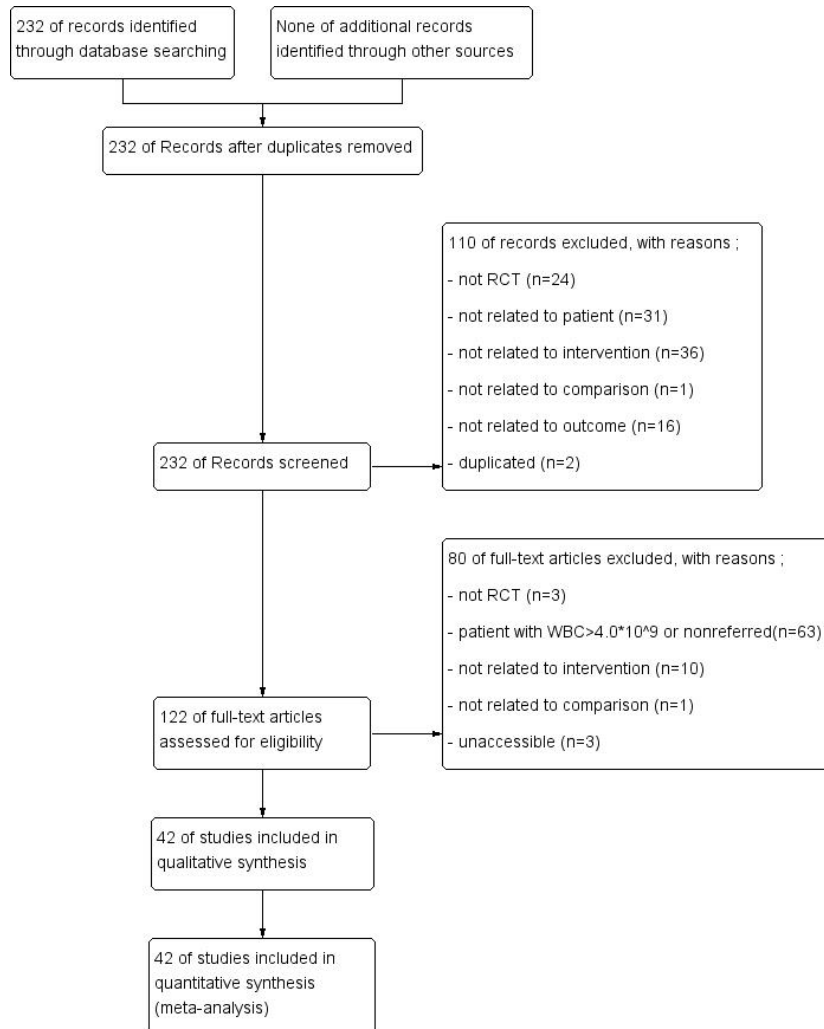 232 of records identified
through database searching
None of additional records
identified through other sources
232 of Records after duplicates removed
110 of records excluded, with reasons ;
- not RCT (n=24)
- not related to patient (n=31)
- not related to intervention (n=36)
- not related to comparison (n=1)
- not related to outcome (n=16)
- duplicated (n=2)
232 of Records screened
80 of full-text articles excluded, with reasons ;
- not RCT (n=3)
- patient with WBC>4.0*10^9 or nonreferred(n=63)
- not related to intervention (n=10)
- not related to comparison (n=1)
- unaccessible (n=3)
122 of full-text articles
assessed for eligibility
42 of studies included in
qualitative synthesis
42 of studies included in
quantitative synthesis
(meta-analysis)